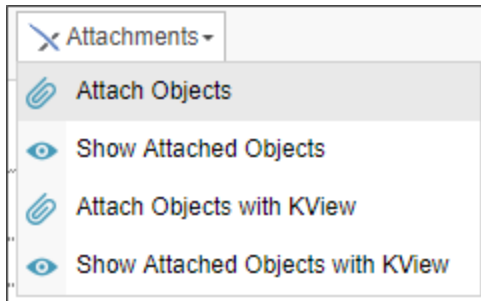 Attachments
Attach Objects
Show Attached Objects
Attach Objects with KView
Show Attached Objects with KView